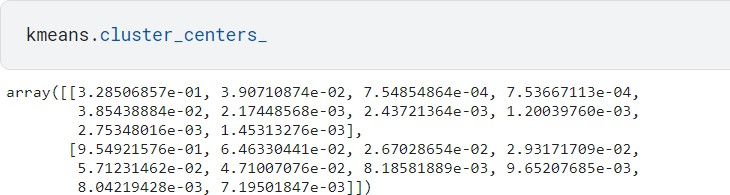 kmeans.cluster_centers_
array([[3.28506857e-01, 3.90710874e-02, 7.54854864e-04, 7.53667113e-04,
3.85438884e-02, 2.17448568e-03, 2.43721364e-03, 1.20039760e-03,
2.75348016e-03, 1.45313276e-03],
[9.54921576e-01, 6.46330441e-02, 2.67028654e-02, 2.93171709e-02,
5.71231462e-02, 4.71007076e-02, 8.18581889e-03, 9.65207685e-03,
8.04219428e-03, 7.19501847e-03]])